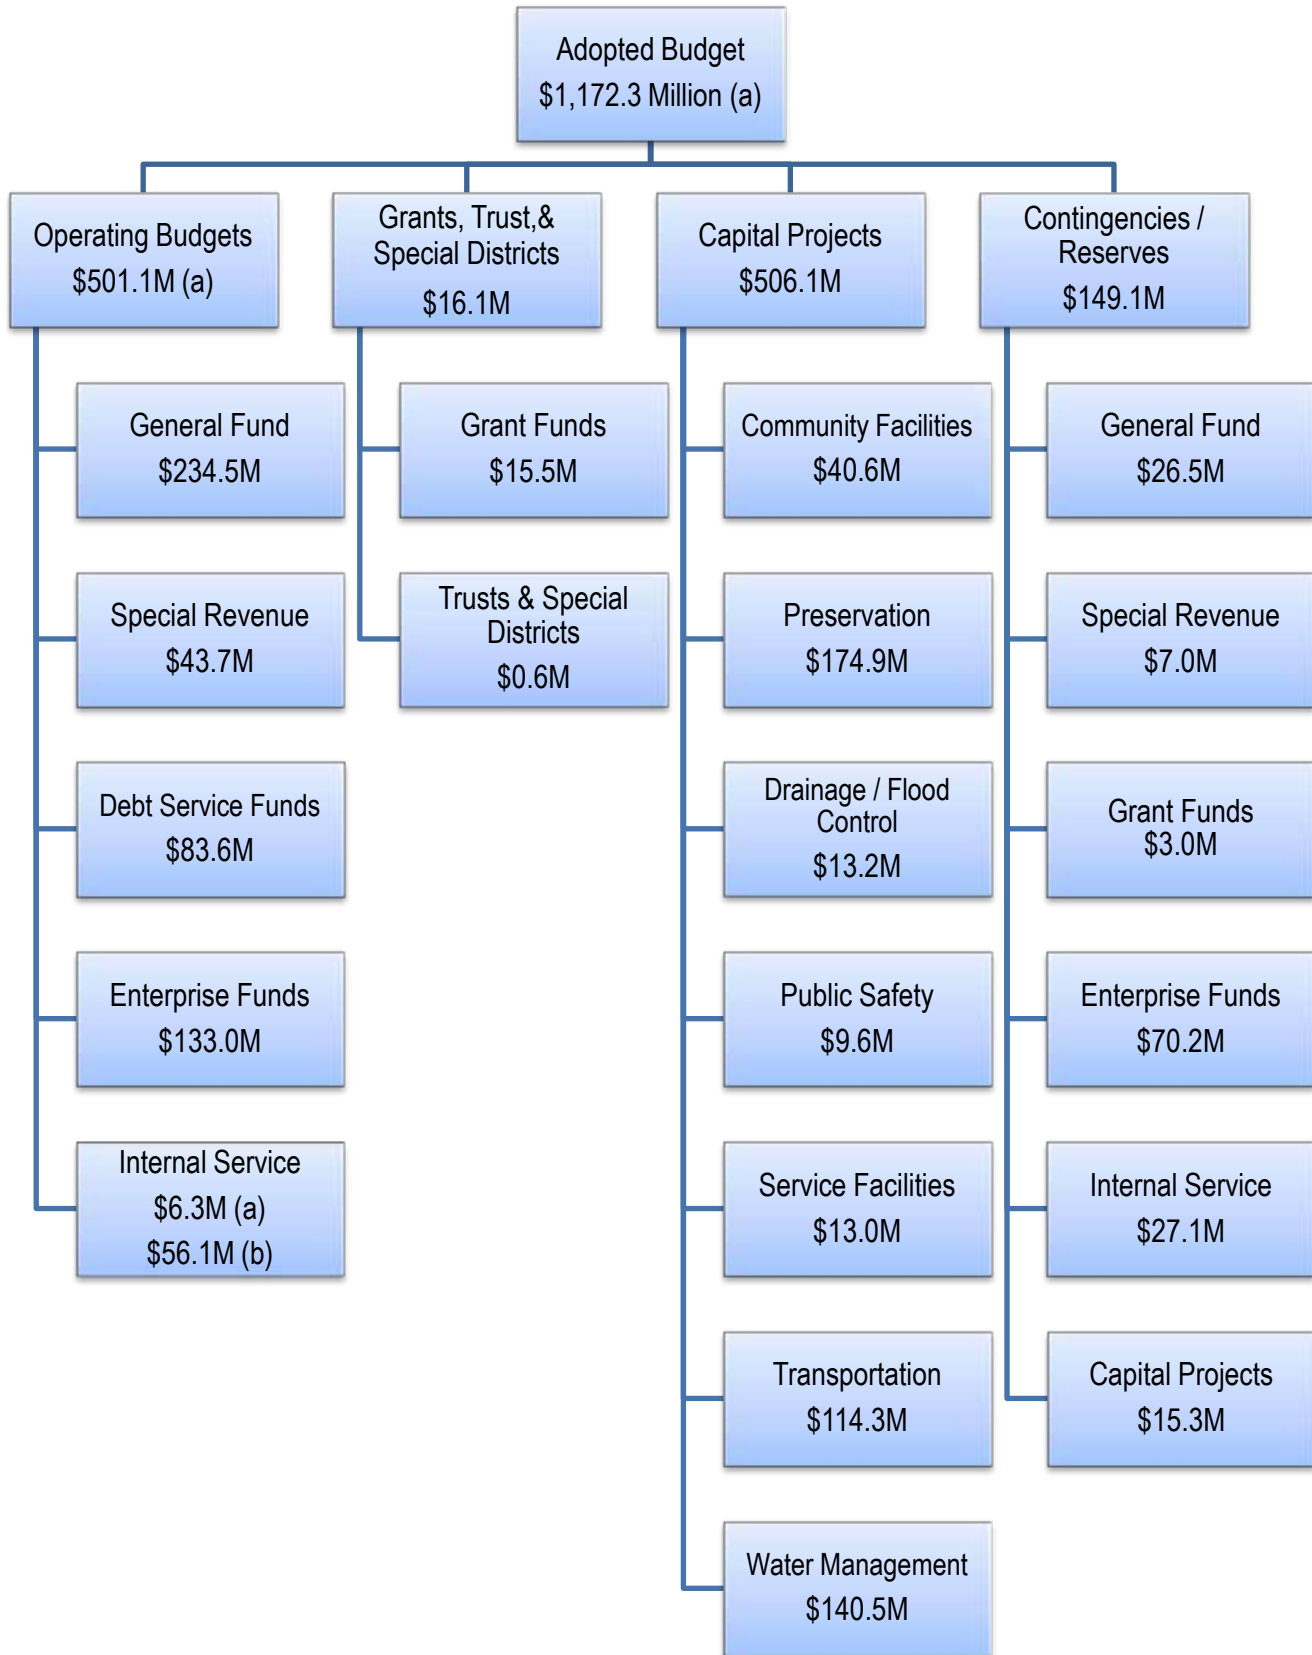 Adopted Budget
$1,172.3 Million (a)
Operating Budgets
$501.1M (a)
Grants, Trust,&
Special Districts
$16.1M
Capital Projects
$506.1M
Contingencies /
Reserves
$149.1M
General Fund
$234.5M
Special Revenue
$43.7M
Debt Service Funds
$83.6M
Enterprise Funds
$133.0M
Internal Service
$6.3M (a)
$56.1M (b)
Grant Funds
$15.5M
Trusts & Special
Districts
$0.6M
Community Facilities
$40.6M
Preservation
$174.9M
Drainage / Flood
Control
$13.2M
Public Safety
$9.6M
Service Facilities
$13.0M
Transportation
$114.3M
Water Management
$140.5M
General Fund
$26.5M
Special Revenue
$7.0M
Grant Funds
$3.0M
Enterprise Funds
$70.2M
Internal Service
$27.1M
Capital Projects
$15.3M